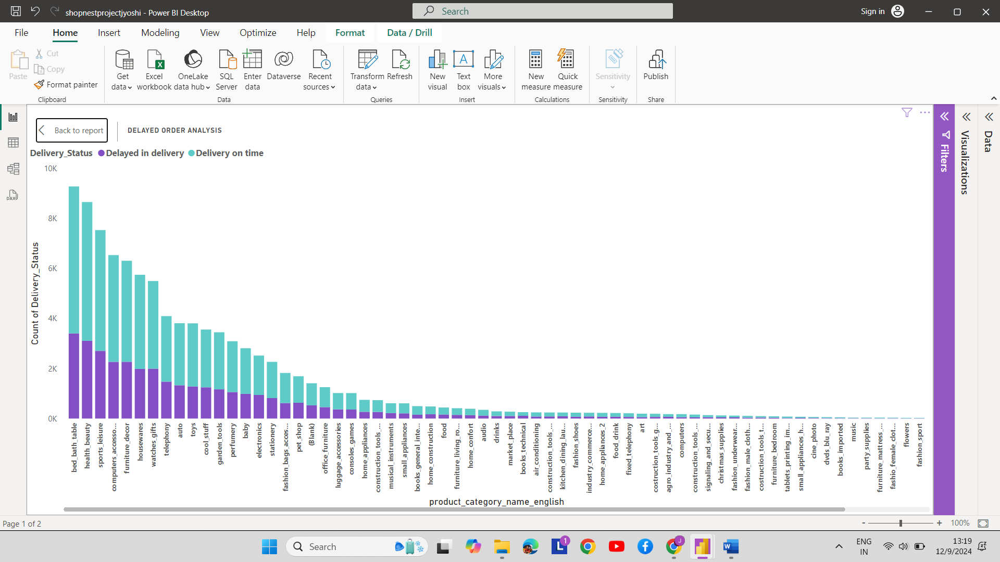 shopnestprojectjyoshi - Power BI Desktop
Search
Sign in
File Home Insert Modeling View Optimize Help Format Data / Drill
Paste
Cut
Copy
Format painter
Clipboard
Get data
Excel workbook
OneLake data hub
SQL Server
Enter data
Dataverse
Recent sources
Data
Transform data
Refresh
Queries
New visual
Text box
More visuals
Insert
New measure
Quick measure
Calculations
Sensitivity
Sensitivity
Publish
Share
Back to report
DELAYED ORDER ANALYSIS
Delivery_Status Delayed in delivery Delivery on time
10K
8K
6K
4K
2K
0K
Count of Delivery_Status
bed_bath_table
health_beauty
sports_leisure
computers_accesso...
furniture_decor
housewares
watches_gifts
telephony
auto
toys
cool_stuff
garden_tools
perfumery
baby
electronics
stationery
fashion_bags_acces...
pet_shop
(Blank)
office_furniture
luggage_accessories
consoles_games
home_appliances
construction_tools_...
musical_instruments
small_appliances
books_general_inte...
home_construction
food
furniture_living_ro...
home_confort
audio
drinks
market_place
books_technical
air_conditioning
construction_tools_...
kitchen_dining_lau...
fashion_shoes
industry_commerce...
home_appliances_2
food_drink
fixed_telephony
art
costruction_tools_g...
agro_industry_and_...
computers
construction_tools_...
signaling_and_secu...
christmas_supplies
fashion_underwear...
fashion_male_cloth...
costruction_tools_t...
furniture_bedroom
tablets_printing_im...
small_appliances_h...
cine_photo
dvds_blu_ray
books_imported
music
party_supplies
furniture_mattress_...
fashio_female_clot...
flowers
fashion_sport
product_category_name_english
Filters
Visualizations
Data
DAX
Page 1 of 2
- + 100%
Search
1
J
ENG
IN
13:19
12/9/2024